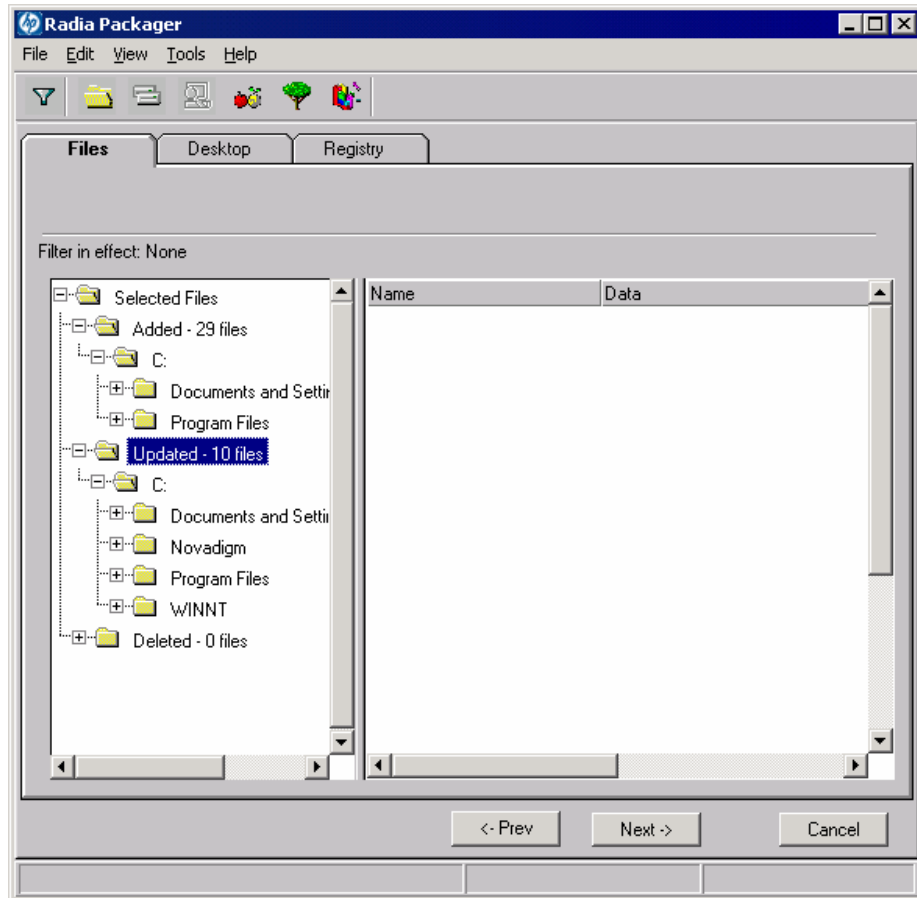 Radia Packager
File Edit View Tools Help
Files Desktop Registry
Filter in effect: None
Name Data
Selected Files
Added - 29 files
C:
Documents and Settin
Program Files
Updated - 10 files
C:
Documents and Settin
Novadigm
Program Files
WINNT
Deleted - 0 files
<- Prev Next -> Cancel